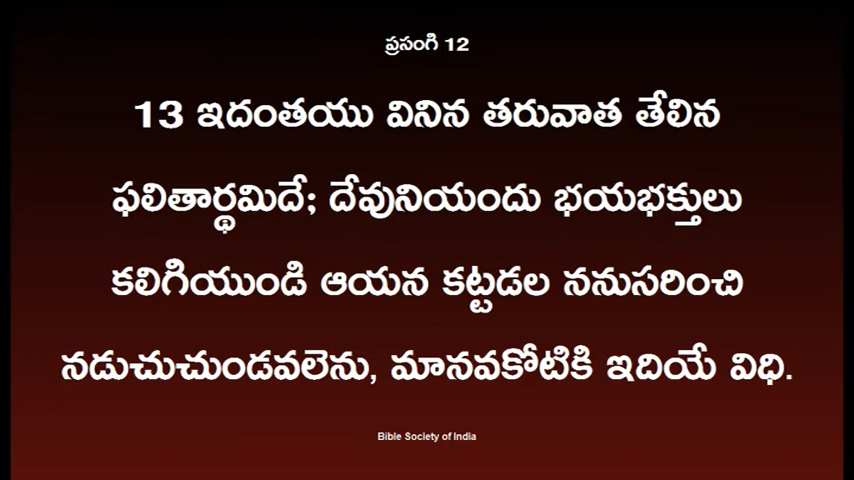 ప్రసంగి 12
13 ఇదంతయు వినిన తరువాత తేలిన
ఫలితార్థమిదే; దేవునియందు భయభక్తులు
కలిగియుండి ఆయన కట్టడల ననుసరించి
నడుచుచుండవలెను, మానవకోటికి ఇదియే విధి.
Bible Society of India